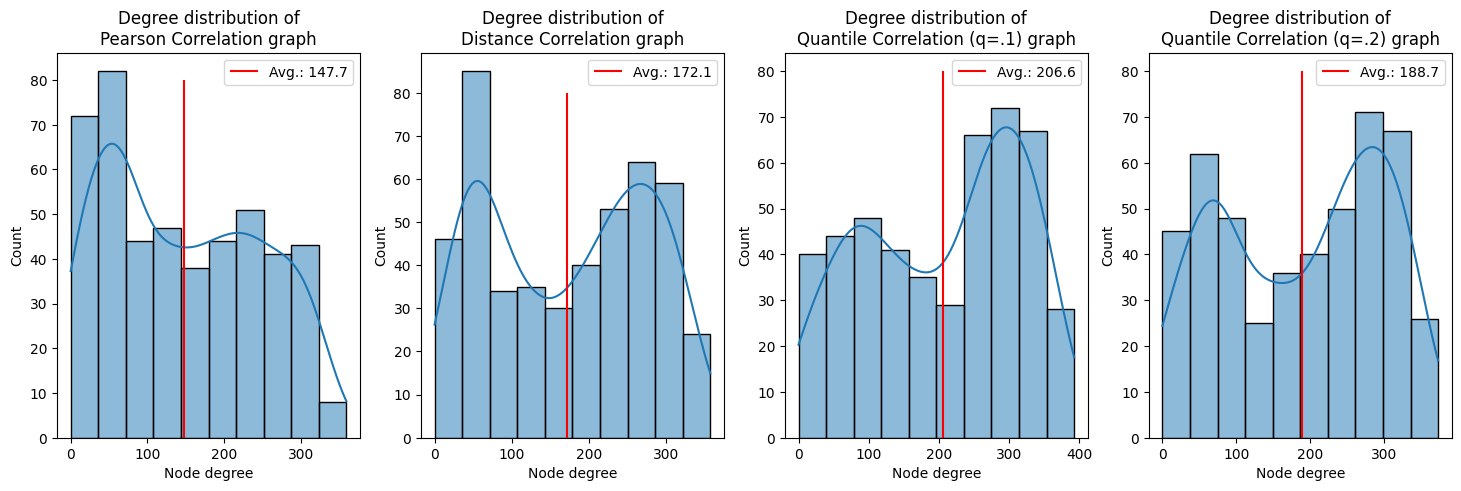 Degree distribution of
Pearson Correlation graph
Avg.: 147.7
80
70
60
50
40
30
20
10
0
Count
0 100 200 300
Node degree
Degree distribution of
Distance Correlation graph
Avg.: 172.1
80
70
60
50
40
30
20
10
0
Count
0 100 200 300
Node degree
Degree distribution of
Quantile Correlation (q=.1) graph
Avg.: 206.6
80
70
60
50
40
30
20
10
0
Count
0 100 200 300 400
Node degree
Degree distribution of
Quantile Correlation (q=.2) graph
Avg.: 188.7
80
70
60
50
40
30
20
10
0
Count
0 100 200 300
Node degree